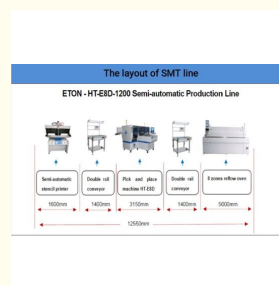 The layout of SMT line
ETON - HT-E8D-1200 Semi-automatic Production Line
Semi-automatic
stencil printer
Double rail
conveyor
Pick and place
machine HT-E8D
Double rail
conveyor
8 zones reflow oven
1600mm
1400mm
3150mm
1400mm
5000mm
12550mm